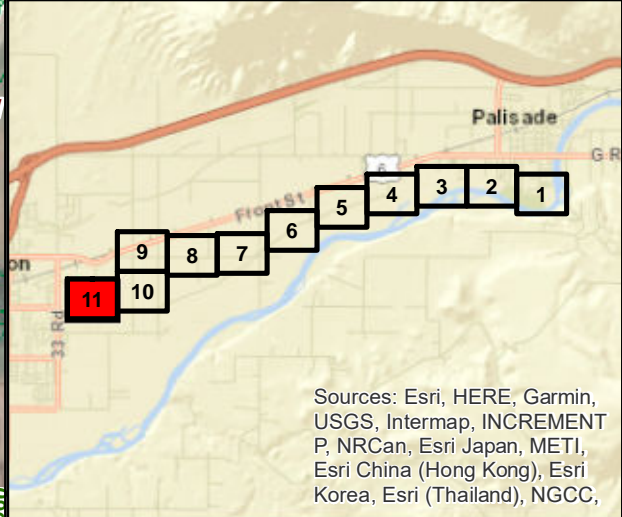 Palisade
G R
6
3
2
1
4
5
Front St
6
9
8
7
on
11
10
33 Rd
Sources: Esri, HERE, Garmin,
USGS, Intermap, INCREMENT
P, NRCan, Esri Japan, METI,
Esri China (Hong Kong), Esri
Korea, Esri (Thailand), NGCC,